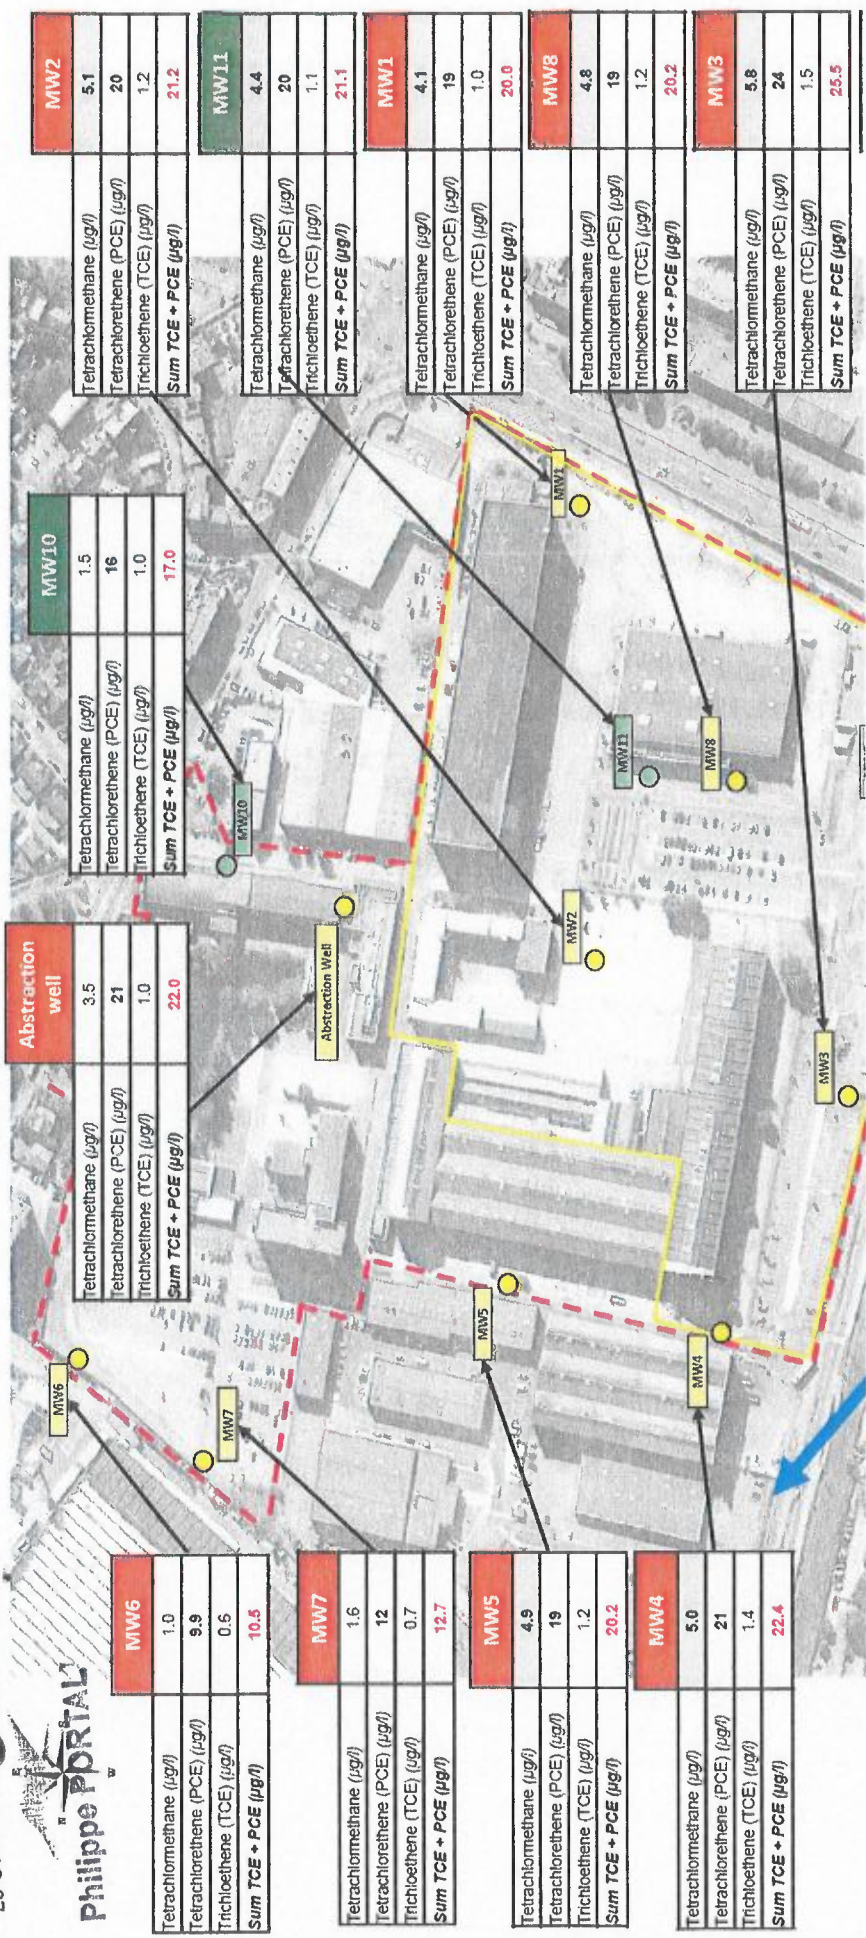 Philippe PORTAL
N
E
S
W
MW6
Tetrachlormethane (µg/l) 1.0
Tetrachlorethene (PCE) (µg/l) 9.9
Trichloethene (TCE) (µg/l) 0.6
Sum TCE + PCE (µg/l) 10.5
MW7
Tetrachlormethane (µg/l) 1.6
Tetrachlorethene (PCE) (µg/l) 12
Trichloethene (TCE) (µg/l) 0.7
Sum TCE + PCE (µg/l) 12.7
MW5
Tetrachlormethane (µg/l) 4.9
Tetrachlorethene (PCE) (µg/l) 19
Trichloethene (TCE) (µg/l) 1.2
Sum TCE + PCE (µg/l) 20.2
MW4
Tetrachlormethane (µg/l) 5.0
Tetrachlorethene (PCE) (µg/l) 21
Trichloethene (TCE) (µg/l) 1.4
Sum TCE + PCE (µg/l) 22.4
Abstraction
well
Tetrachlormethane (µg/l) 3.5
Tetrachlorethene (PCE) (µg/l) 21
Trichloethene (TCE) (µg/l) 1.0
Sum TCE + PCE (µg/l) 22.0
MW10
Tetrachlormethane (µg/l) 1.5
Tetrachlorethene (PCE) (µg/l) 16
Trichloethene (TCE) (µg/l) 1.0
Sum TCE + PCE (µg/l) 17.0
MW2
Tetrachlormethane (µg/l) 5.1
Tetrachlorethene (PCE) (µg/l) 20
Trichloethene (TCE) (µg/l) 1.2
Sum TCE + PCE (µg/l) 21.2
MW11
Tetrachlormethane (µg/l) 4.4
Tetrachlorethene (PCE) (µg/l) 20
Trichloethene (TCE) (µg/l) 1.1
Sum TCE + PCE (µg/l) 21.1
MW1
Tetrachlormethane (µg/l) 4.1
Tetrachlorethene (PCE) (µg/l) 19
Trichloethene (TCE) (µg/l) 1.0
Sum TCE + PCE (µg/l) 20.0
MW8
Tetrachlormethane (µg/l) 4.8
Tetrachlorethene (PCE) (µg/l) 19
Trichloethene (TCE) (µg/l) 1.2
Sum TCE + PCE (µg/l) 20.2
MW3
Tetrachlormethane (µg/l) 5.8
Tetrachlorethene (PCE) (µg/l) 24
Trichloethene (TCE) (µg/l) 1.5
Sum TCE + PCE (µg/l) 25.5
MW6
MW7
MW10
Abstraction Well
MW5
MW1
MW2
MW11
MW4
MW8
MW3